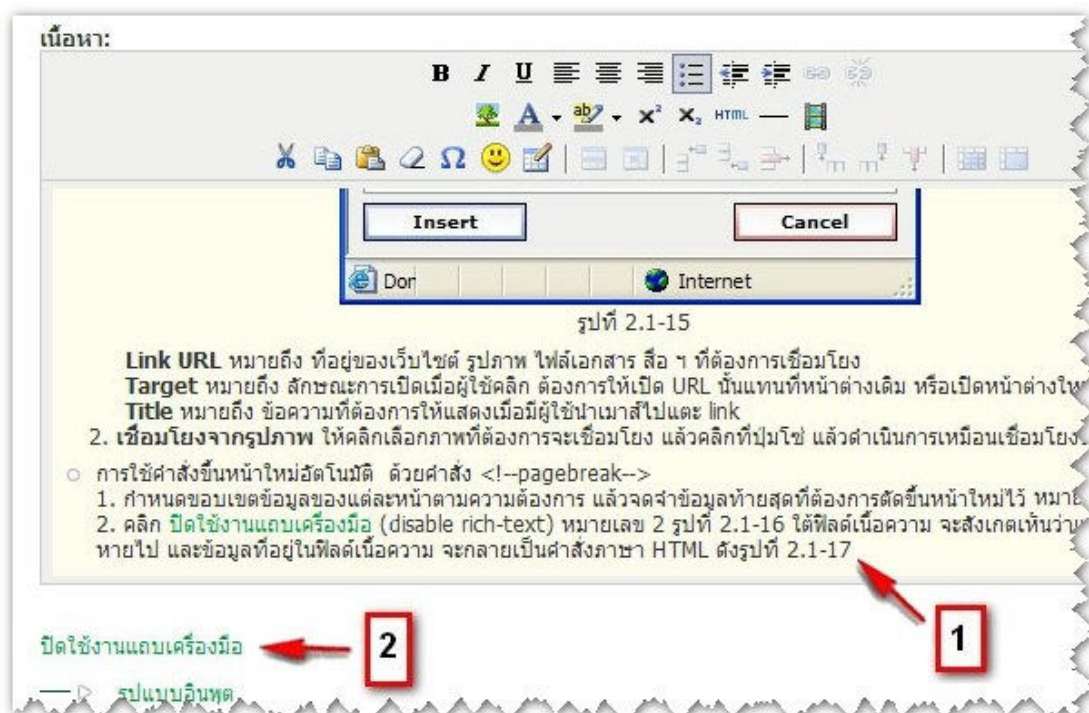 เนื้อหา:
B I U
A ab x² x₂ HTML
Ω
Insert Cancel
Internet
รูปที่ 2.1-15
Link URL หมายถึง ที่อยู่ของเว็บไซต์ รูปภาพ ไฟล์เอกสาร สื่อ ฯ ที่ต้องการเชื่อมโยง
Target หมายถึง ลักษณะการเปิดเมื่อผู้ใช้คลิก ต้องการให้เปิด URL นั้นแทนที่หน้าต่างเดิม หรือเปิดหน้าต่าง
Title หมายถึง ข้อความที่ต้องการให้แสดงเมื่อมีผู้ใช้นำเมาส์ไปแตะ link
2. เชื่อมโยงจากรูปภาพ ให้คลิกเลือกภาพที่ต้องการจะเชื่อมโยง แล้วคลิกที่ปุ่มโซ่ แล้วดำเนินการเหมือนเชื่อมโยง
การใช้คำสั่งขึ้นหน้าใหม่อัตโนมัติ ด้วยคำสั่ง <!--pagebreak-->
1. กำหนดขอบเขตข้อมูลของแต่ละหน้าตามความต้องการ แล้วจดจำข้อมูลท้ายสุดที่ต้องการตัดขึ้นหน้าใหม่ไว้
2. คลิก ปิดใช้งานแถบเครื่องมือ (disable rich-text) หมายเลข 2 รูปที่ 2.1-16 ใต้ฟิลด์เนื้อความ จะสังเกตเห็นว่า
หายไป และข้อมูลที่อยู่ในฟิลด์เนื้อความ จะกลายเป็นคำสั่งภาษา HTML ดังรูปที่ 2.1-17
1
ปิดใช้งานแถบเครื่องมือ 2
รูปแบบอินพุต